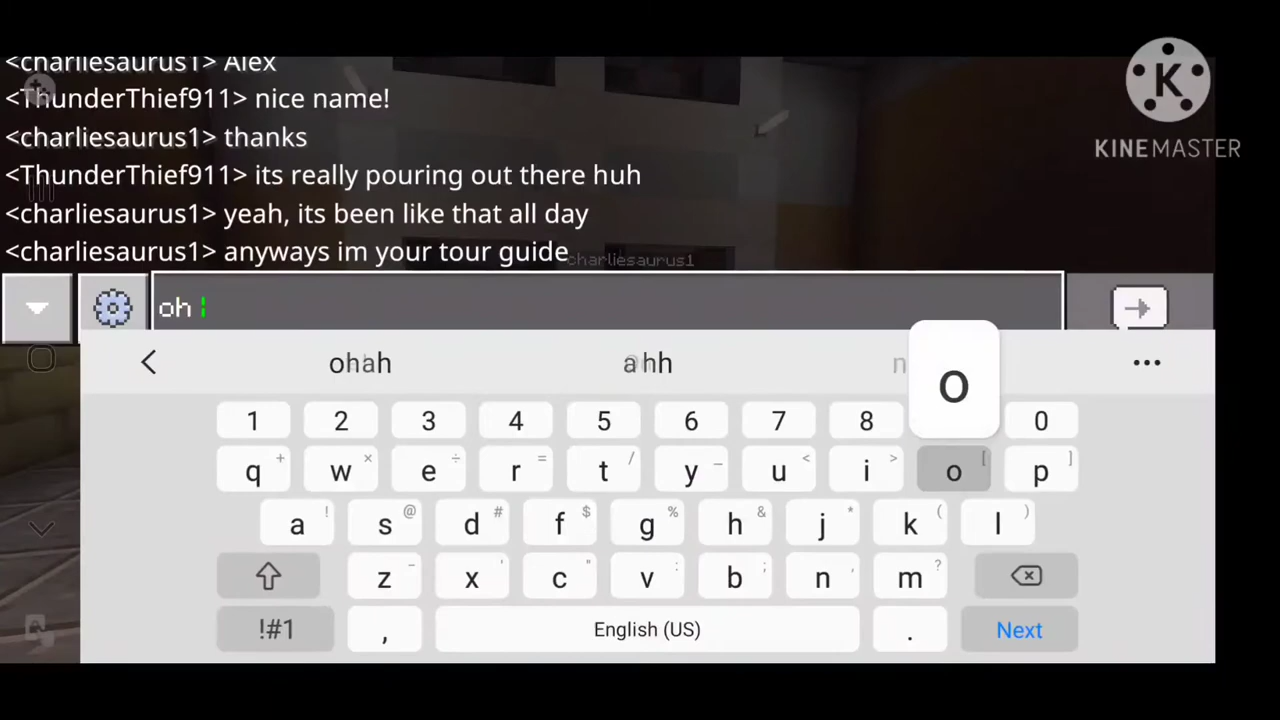 <charliesaurus1> Alex
<ThunderThief911> nice name!
<charliesaurus1> thanks
<ThunderThief911> its really pouring out there huh
<charliesaurus1> yeah, its been like that all day
<charliesaurus1> anyways im your tour guide
charliesaurus1
oh
K
KINEMASTER
o
1 2 3 4 5 6 7 8 0
q + w × e ÷ r = t / y _ u < i > o [ p ]
a ! s @ d # f $ g % h & j * k ( l )
z - x ' c " v : b ; n , m ?
!#1 , English (US) . Next